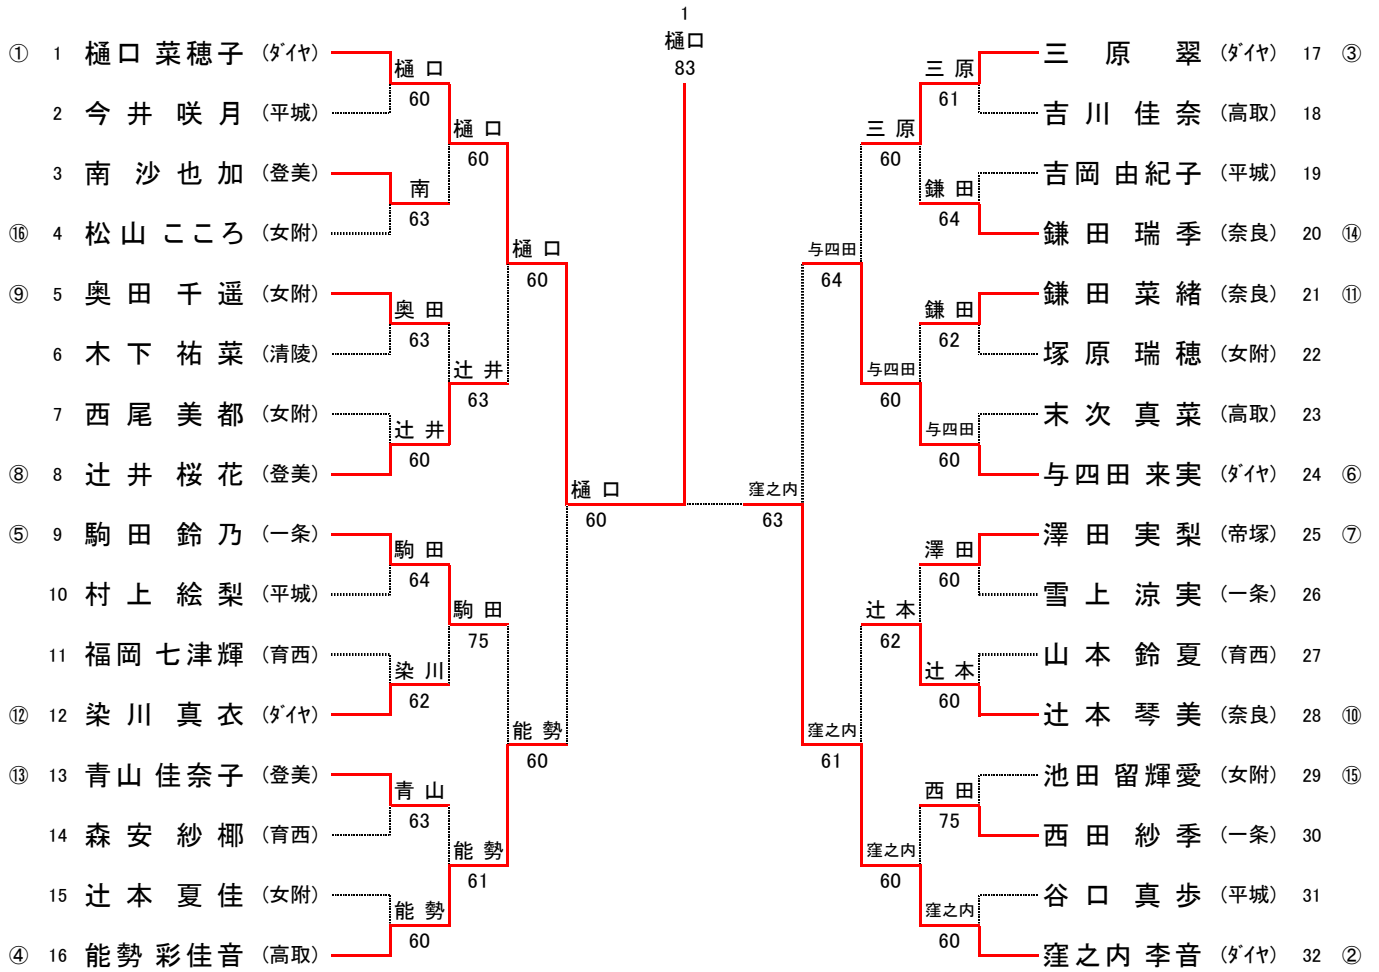 1
樋口
83
① 1 樋口 菜穂子 (ダイヤ)
樋 口
60
2 今 井 咲 月 (平城)
樋 口
60
3 南 沙 也 加 (登美)
南
63
⑯ 4 松山 こころ (女附)
樋 口
60
⑨ 5 奥 田 千 遥 (女附)
奥 田
63
6 木 下 祐 菜 (清陵)
辻 井
63
7 西 尾 美 都 (女附)
辻 井
60
⑧ 8 辻 井 桜 花 (登美)
樋 口
60
⑤ 9 駒 田 鈴 乃 (一条)
駒 田
64
10 村 上 絵 梨 (平城)
駒 田
75
11 福岡 七津輝 (育西)
染 川
62
⑫ 12 染 川 真 衣 (ダイヤ)
能 勢
60
⑬ 13 青山 佳奈子 (登美)
青 山
63
14 森 安 紗 椰 (育西)
能 勢
61
15 辻 本 夏 佳 (女附)
能 勢
60
④ 16 能勢 彩佳音 (高取)
三 原 翠 (ダイヤ) 17 ③
三 原
61
吉 川 佳 奈 (高取) 18
三 原
60
吉岡 由紀子 (平城) 19
鎌 田
64
鎌 田 瑞 季 (奈良) 20 ⑭
与四田
64
鎌 田 菜 緒 (奈良) 21 ⑪
鎌 田
62
塚 原 瑞 穂 (女附) 22
与四田
60
末 次 真 菜 (高取) 23
与四田
60
与四田 来実 (ダイヤ) 24 ⑥
窪之内
63
澤 田 実 梨 (帝塚) 25 ⑦
澤 田
60
雪 上 涼 実 (一条) 26
辻 本
62
山 本 鈴 夏 (育西) 27
辻 本
60
辻 本 琴 美 (奈良) 28 ⑩
窪之内
61
池田 留輝愛 (女附) 29 ⑮
西 田
75
西 田 紗 季 (一条) 30
窪之内
60
谷 口 真 歩 (平城) 31
窪之内
60
窪之内 李音 (ダイヤ) 32 ②